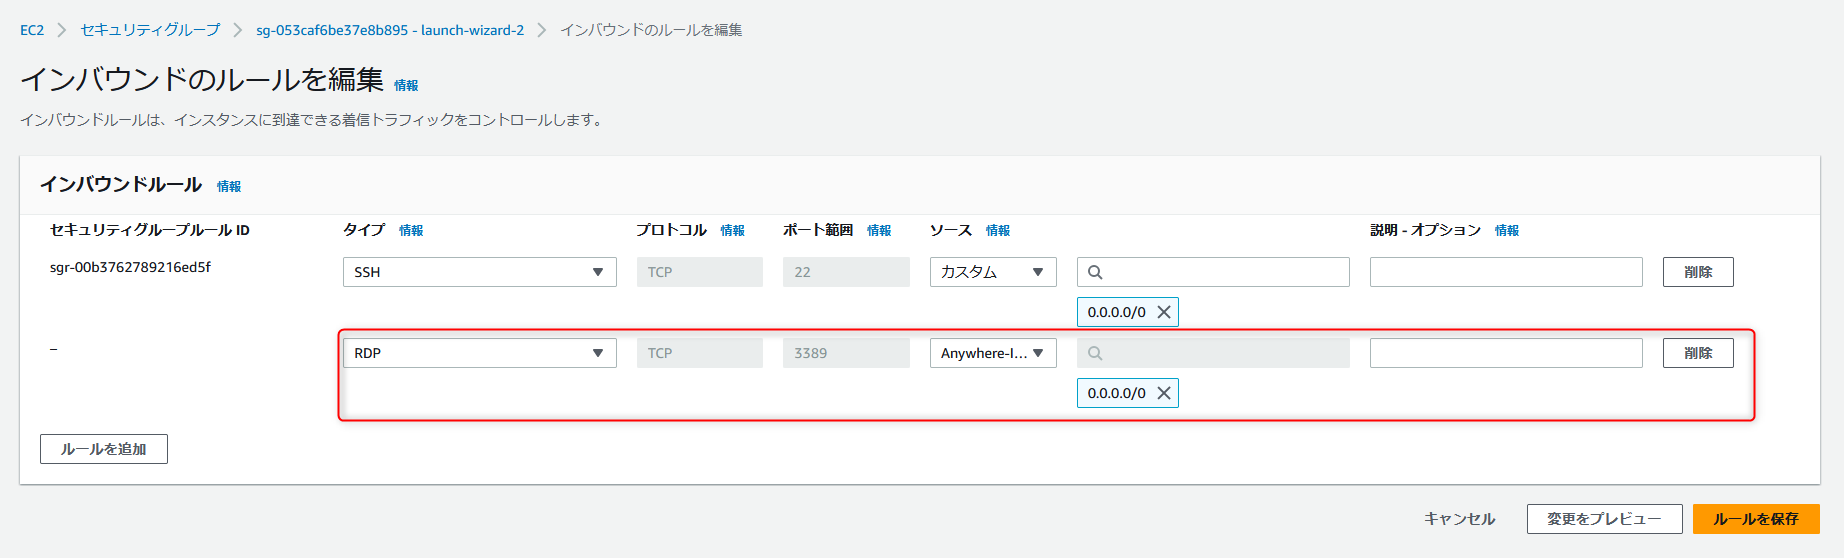 EC2 > セキュリティグループ > sg-053caf6be37e8b895 - launch-wizard-2 > インバウンドのルールを編集
インバウンドのルールを編集 情報
インバウンドルールは、インスタンスに到達できる着信トラフィックをコントロールします。
インバウンドルール 情報
セキュリティグループルール ID タイプ 情報 プロトコル 情報 ポート範囲 情報 ソース 情報 説明 - オプション 情報
sgr-00b3762789216ed5f SSH TCP 22 カスタム 削除
0.0.0.0/0
– RDP TCP 3389 Anywhere-I... 削除
0.0.0.0/0
ルールを追加
キャンセル 変更をプレビュー ルールを保存